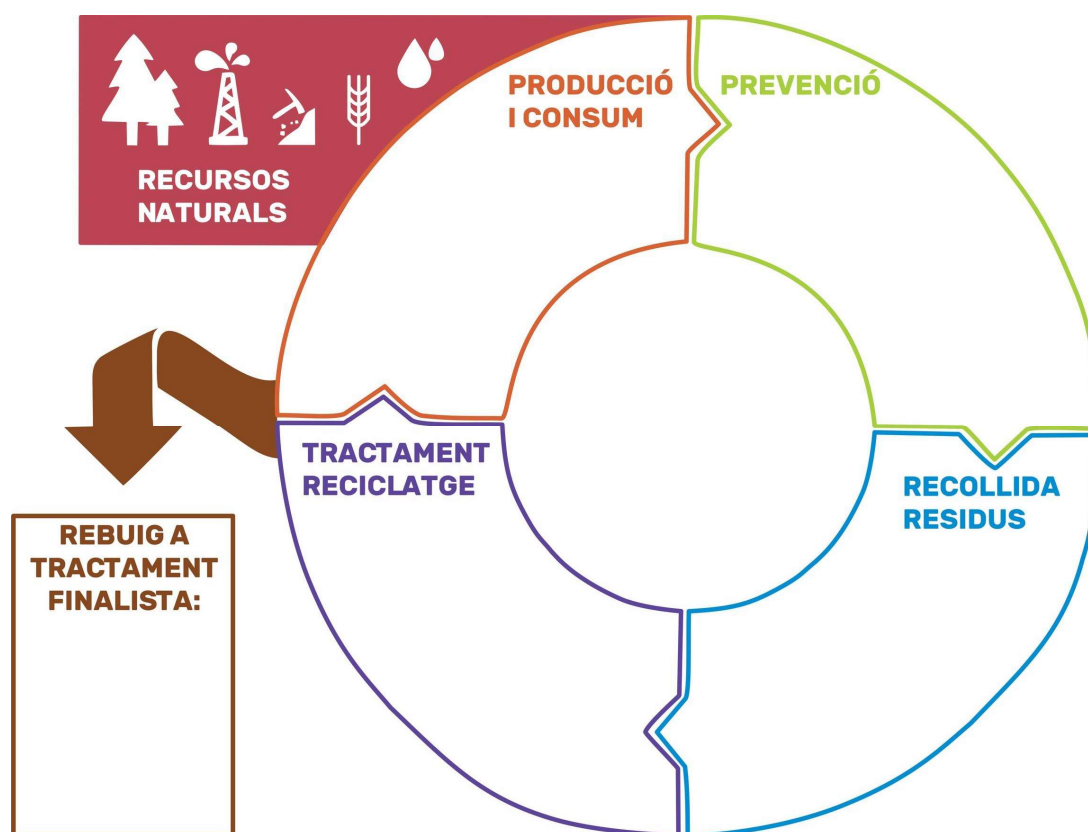 PRODUCCIÓ
I CONSUM
PREVENCIÓ
RECURSOS
NATURALS
TRACTAMENT
RECICLATGE
RECOLLIDA
RESIDUS
REBUIG A
TRACTAMENT
FINALISTA: